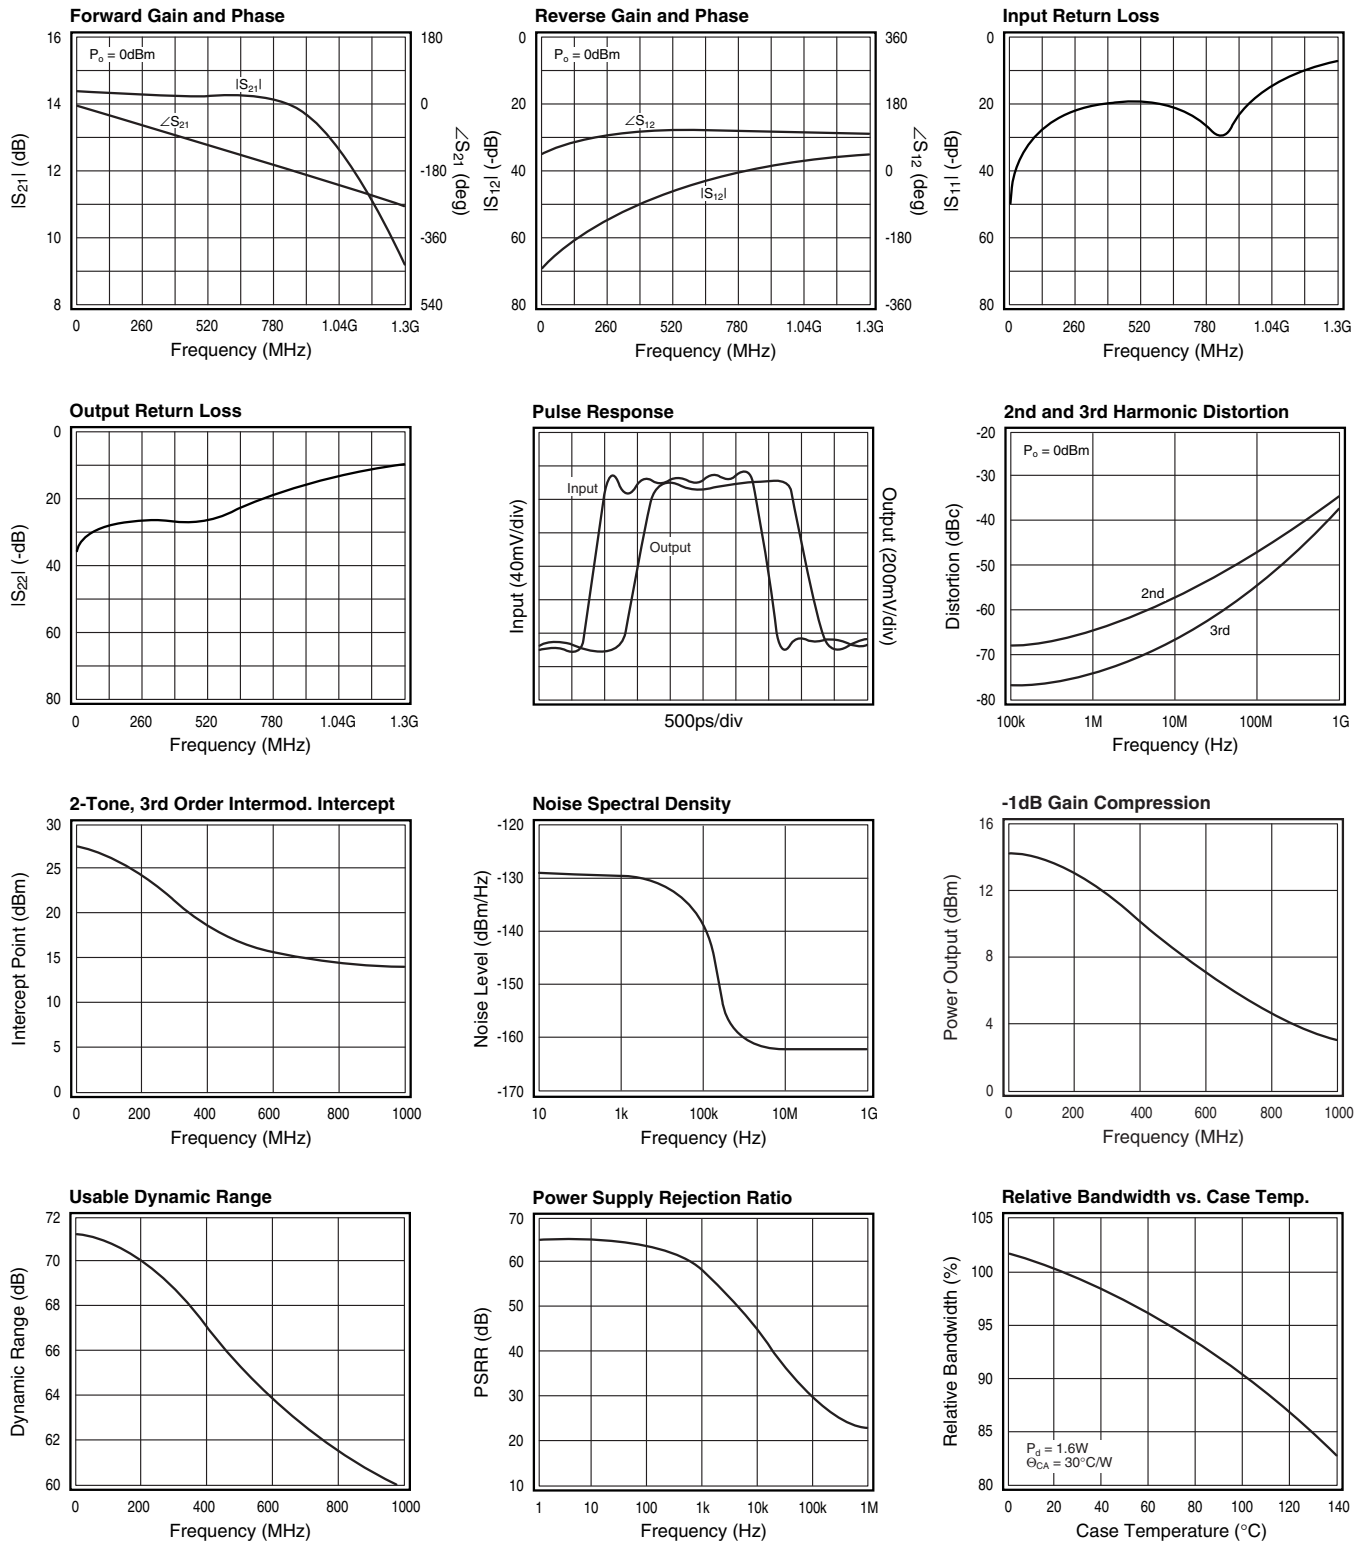 Forward Gain and Phase
16
14
12
10
8
|S21| (dB)
Po = 0dBm
|S21|
∠S21
180
0
-180
-360
540
∠S21 (deg)
0 260 520 780 1.04G 1.3G
Frequency (MHz)
Reverse Gain and Phase
0
20
40
60
80
|S12| (-dB)
Po = 0dBm
∠S12
|S12|
360
180
0
-180
-360
∠S12 (deg)
0 260 520 780 1.04G 1.3G
Frequency (MHz)
Input Return Loss
0
20
40
60
80
|S11| (-dB)
0 260 520 780 1.04G 1.3G
Frequency (MHz)
Output Return Loss
0
20
40
60
80
|S22| (-dB)
0 260 520 780 1.04G 1.3G
Frequency (MHz)
Pulse Response
Input (40mV/div)
Input
Output
Output (200mV/div)
500ps/div
2nd and 3rd Harmonic Distortion
-20
-30
-40
-50
-60
-70
-80
Distortion (dBc)
Po = 0dBm
2nd
3rd
100k 1M 10M 100M 1G
Frequency (Hz)
2-Tone, 3rd Order Intermod. Intercept
30
25
20
15
10
5
0
Intercept Point (dBm)
0 200 400 600 800 1000
Frequency (MHz)
Noise Spectral Density
-120
-130
-140
-150
-160
-170
Noise Level (dBm/Hz)
10 1k 100k 10M 1G
Frequency (Hz)
-1dB Gain Compression
16
12
8
4
0
Power Output (dBm)
0 200 400 600 800 1000
Frequency (MHz)
Usable Dynamic Range
72
70
68
66
64
62
60
Dynamic Range (dB)
0 200 400 600 800 1000
Frequency (MHz)
Power Supply Rejection Ratio
70
60
50
40
30
20
10
PSRR (dB)
1 10 100 1k 10k 100k 1M
Frequency (Hz)
Relative Bandwidth vs. Case Temp.
105
100
95
90
85
80
Relative Bandwidth (%)
Pd = 1.6W
ΘCA = 30°C/W
0 20 40 60 80 100 120 140
Case Temperature (°C)